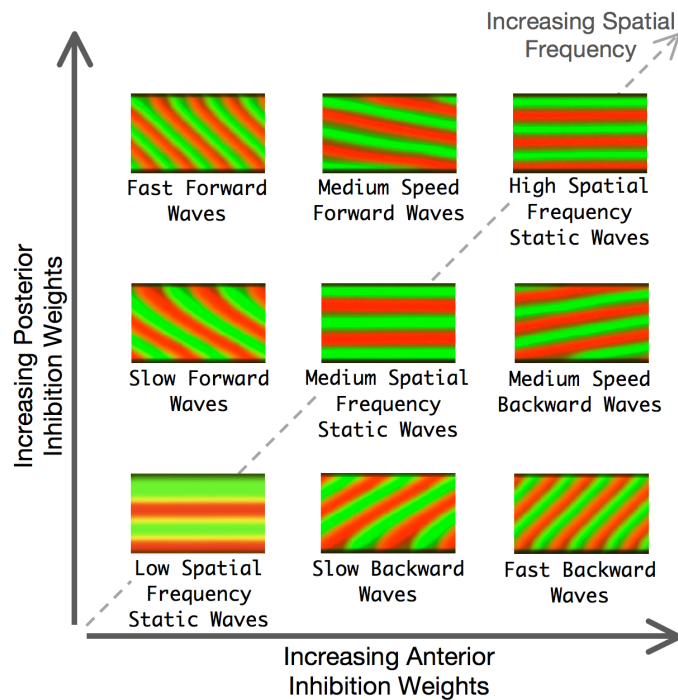 Increasing Spatial
Frequency
Fast Forward
Waves
Medium Speed
Forward Waves
High Spatial
Frequency
Static Waves
Increasing Posterior
Inhibition Weights
Slow Forward
Waves
Medium Spatial
Frequency
Static Waves
Medium Speed
Backward Waves
Low Spatial
Frequency
Static Waves
Slow Backward
Waves
Fast Backward
Waves
Increasing Anterior
Inhibition Weights